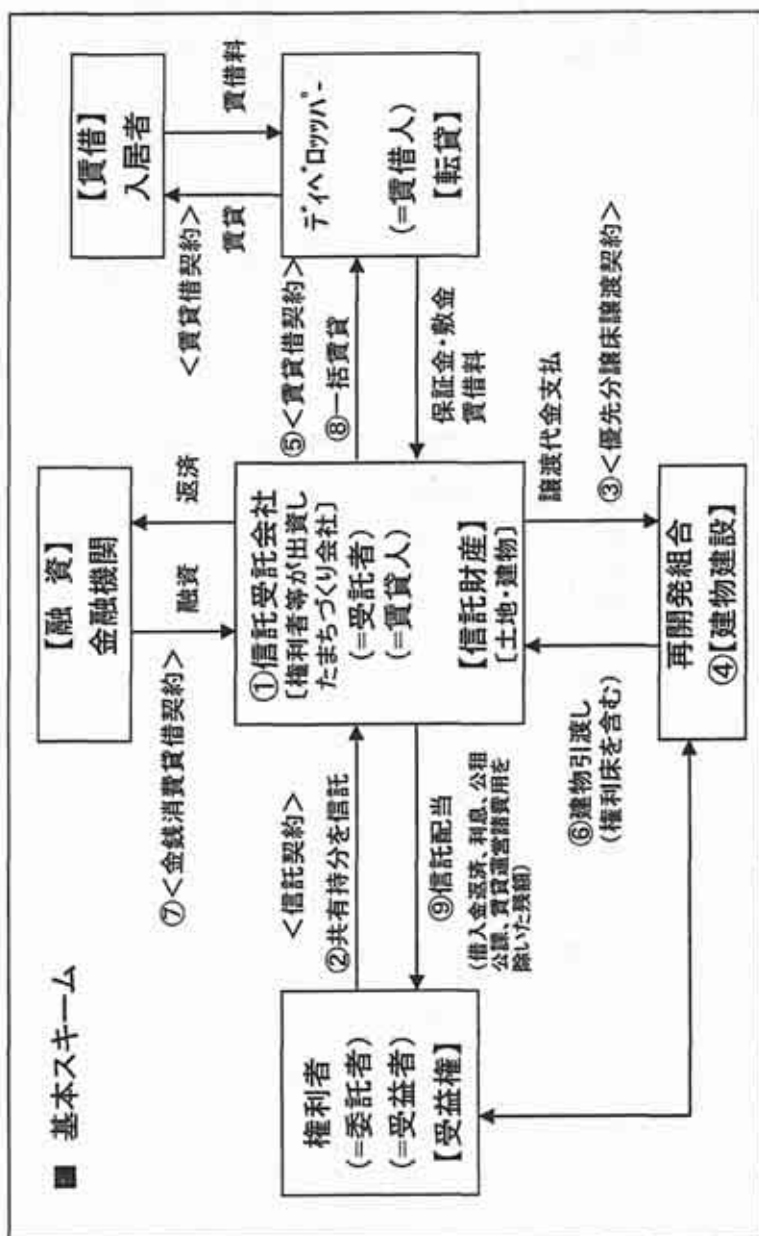 ■ 基本スキーム
【融 資】
金融機関
⑦<金銭消費貸借契約>
融資
返済
【賃借】
入居者
<賃貸借契約>
賃貸
賃借料
権利者
(=委託者)
(=受益者)
【受益権】
<信託契約>
②共有持分を信託
⑨信託配当
(借入金返済、利息、公租
公課、賃貸運営諸費用を
除いた残額)
①信託受託会社
[権利者等が出資し
たまちづくり会社]
(=受託者)
(=賃貸人)
【信託財産】
[土地・建物]
⑤<賃貸借契約>
⑧一括賃貸
保証金・敷金
賃借料
ディベロッパー
(=賃借人)
【転貸】
⑥建物引渡し
(権利床を含む)
譲渡代金支払
③<優先分譲床譲渡契約>
再開発組合
④【建物建設】